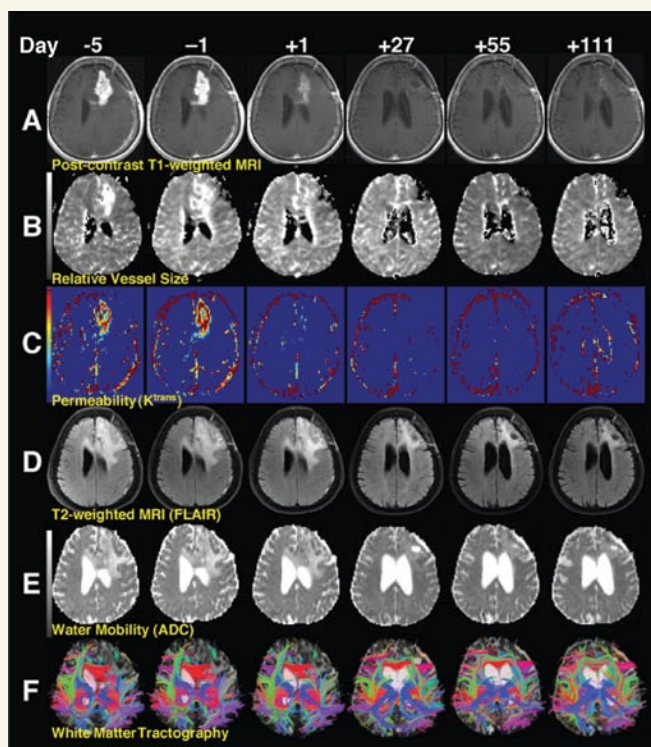 Day -5 –1 +1 +27 +55 +111
A
Post-contrast T1-weighted MRI
B
Relative Vessel Size
C
Permeability (Ktrans)
D
T2-weighted MRI (FLAIR)
E
Water Mobility (ADC)
F
White Matter Tractography